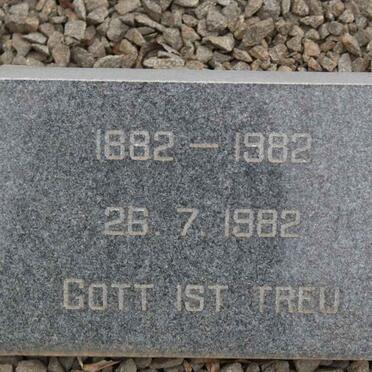 1882 – 1982
26. 7. 1982
GOTT IST TREU